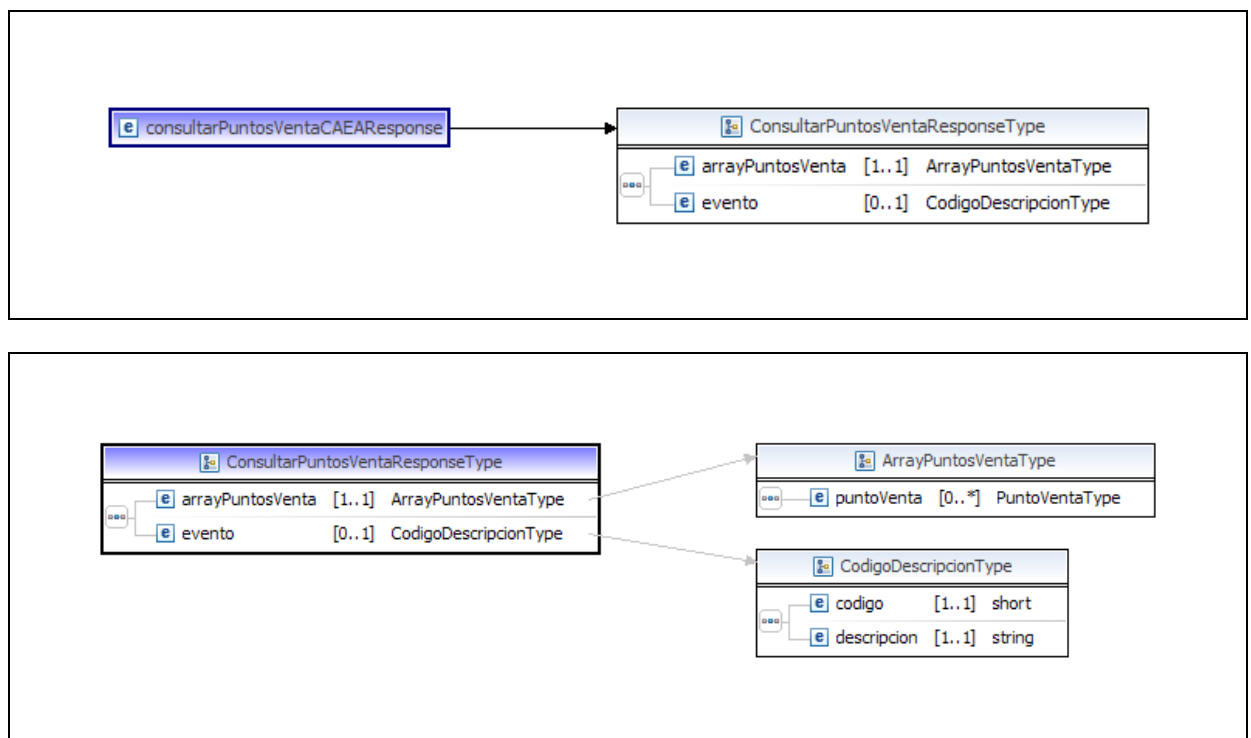 e consultarPuntosVentaCAEAResponse
ConsultarPuntosVentaResponseType
e arrayPuntosVenta [1..1] ArrayPuntosVentaType
e evento [0..1] CodigoDescripcionType
ConsultarPuntosVentaResponseType
e arrayPuntosVenta [1..1] ArrayPuntosVentaType
e evento [0..1] CodigoDescripcionType
ArrayPuntosVentaType
e puntoVenta [0..*] PuntoVentaType
CodigoDescripcionType
e codigo [1..1] short
e descripcion [1..1] string